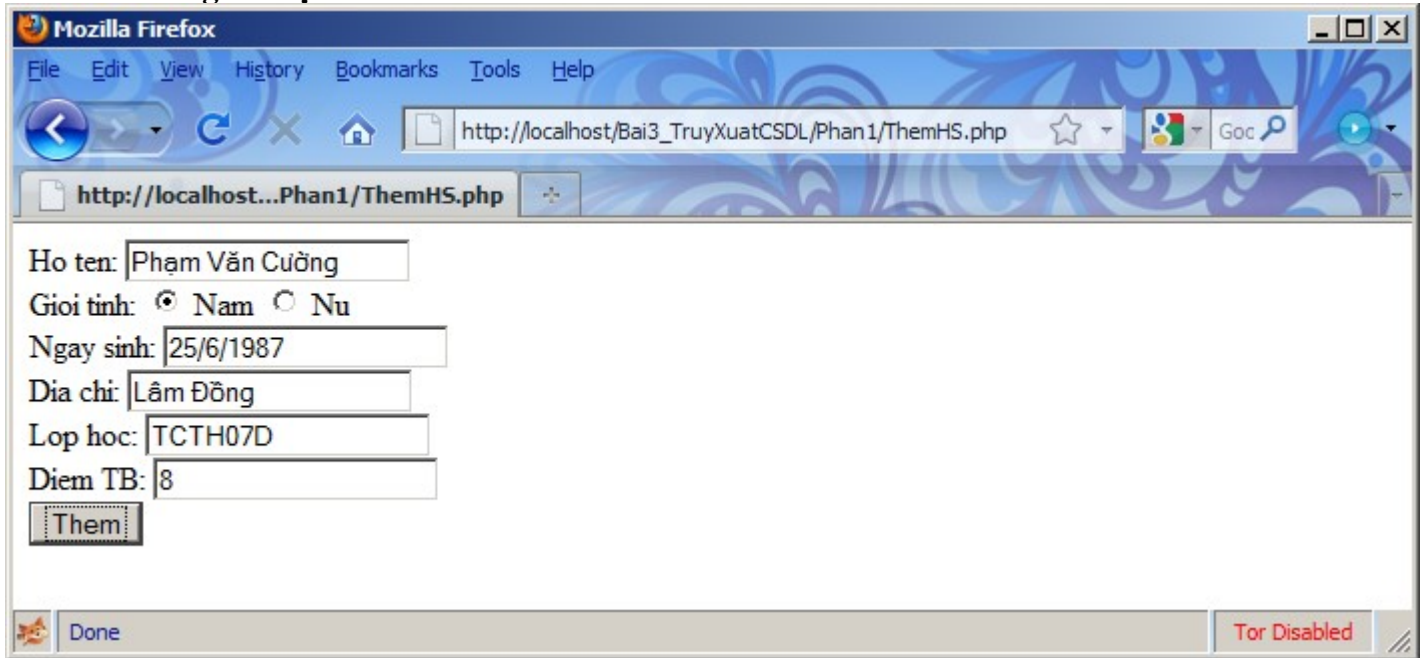 Mozilla Firefox
File Edit View History Bookmarks Tools Help
http://localhost/Bai3_TruyXuatCSDL/Phan1/ThemHS.php Goc
http://localhost...Phan1/ThemHS.php
Ho ten: Phạm Văn Cường
Gioi tinh: Nam Nu
Ngay sinh: 25/6/1987
Dia chi: Lâm Đồng
Lop hoc: TCTH07D
Diem TB: 8
Them
Done Tor Disabled